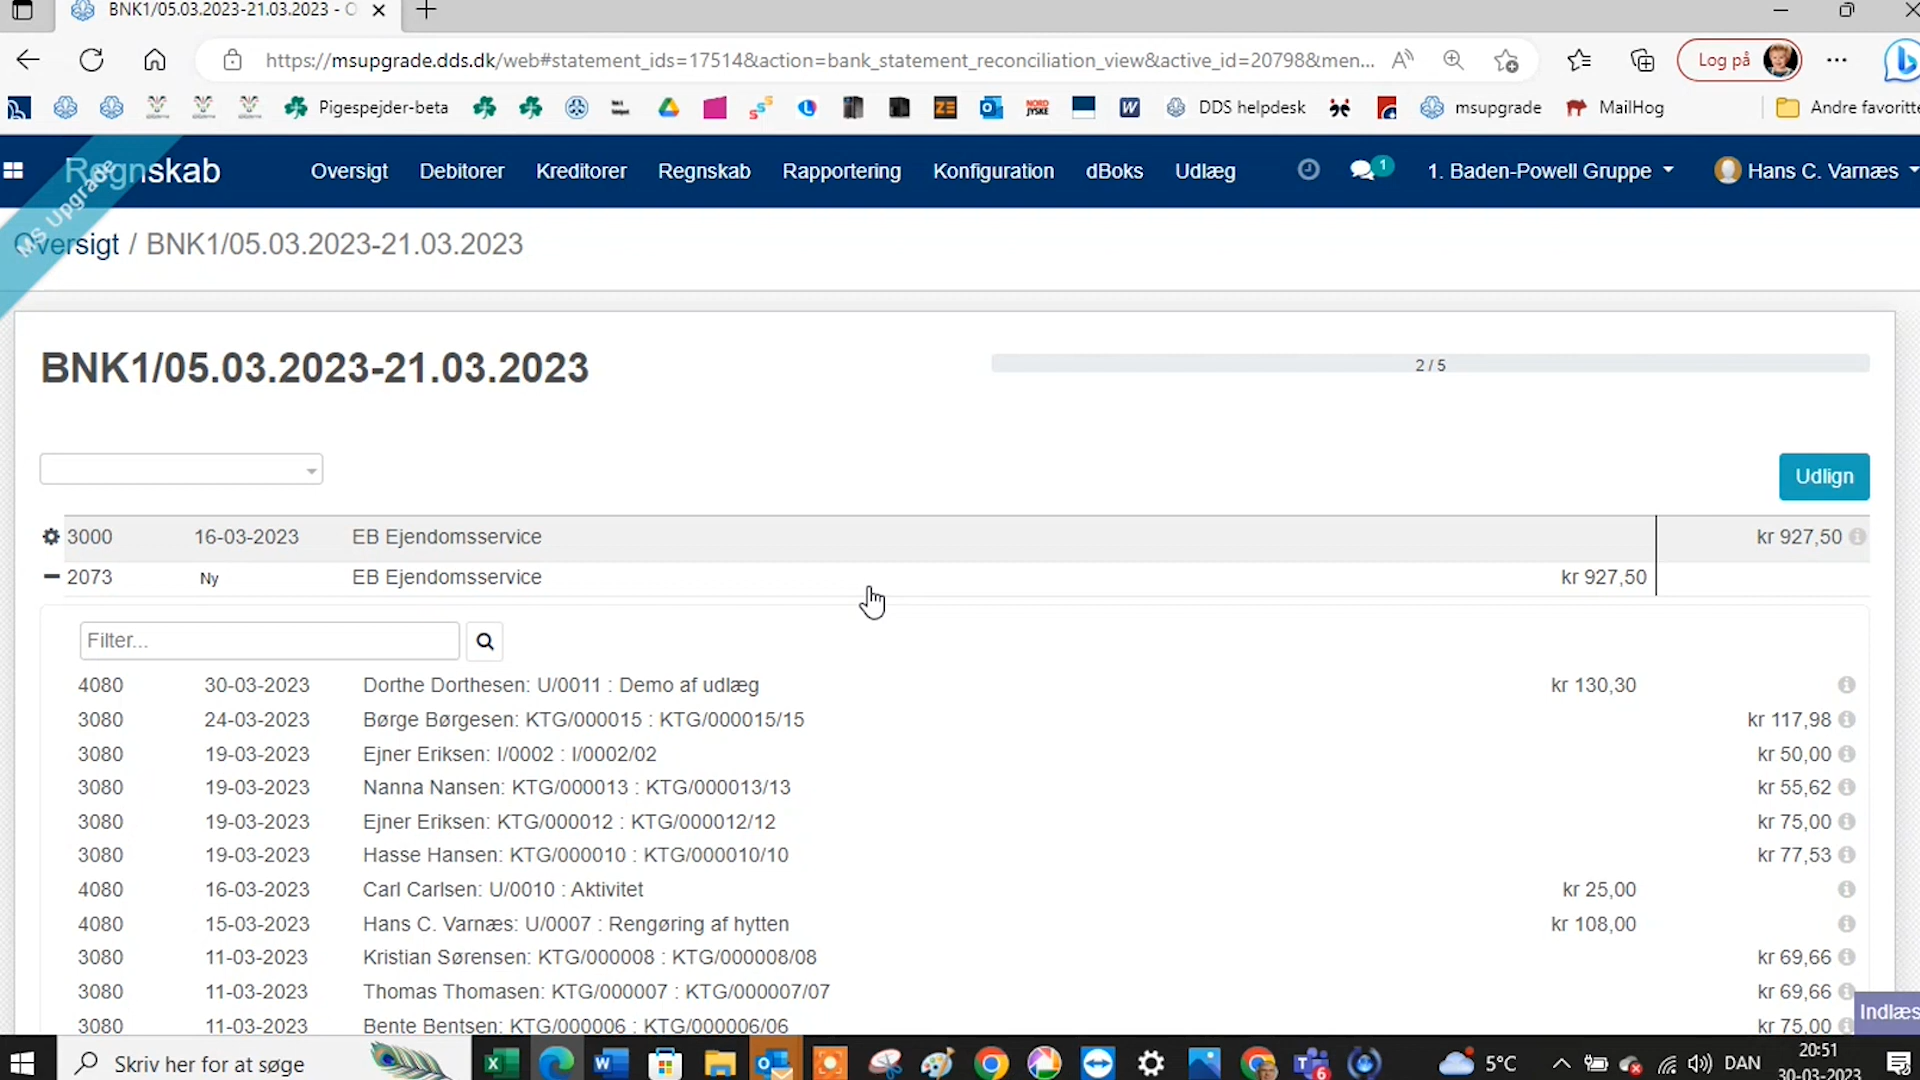 BNK1/05.03.2023-21.03.2023 - O
https://msupgrade.dds.dk/web#statement_ids=17514&action=bank_statement_reconciliation_view&active_id=20798&men...
Log på
Pigespejder-beta
DDS helpdesk
msupgrade
MailHog
Andre favoritte
MS Upgrade
Regnskab
Oversigt
Debitorer
Kreditorer
Regnskab
Rapportering
Konfiguration
dBoks
Udlæg
1
1. Baden-Powell Gruppe
Hans C. Varnæs
Oversigt / BNK1/05.03.2023-21.03.2023
BNK1/05.03.2023-21.03.2023
2 / 5
Udlign
3000 16-03-2023 EB Ejendomsservice kr 927,50
2073 Ny EB Ejendomsservice kr 927,50
Filter...
4080 30-03-2023 Dorthe Dorthesen: U/0011 : Demo af udlæg kr 130,30
3080 24-03-2023 Børge Børgesen: KTG/000015 : KTG/000015/15 kr 117,98
3080 19-03-2023 Ejner Eriksen: I/0002 : I/0002/02 kr 50,00
3080 19-03-2023 Nanna Nansen: KTG/000013 : KTG/000013/13 kr 55,62
3080 19-03-2023 Ejner Eriksen: KTG/000012 : KTG/000012/12 kr 75,00
3080 19-03-2023 Hasse Hansen: KTG/000010 : KTG/000010/10 kr 77,53
4080 16-03-2023 Carl Carlsen: U/0010 : Aktivitet kr 25,00
4080 15-03-2023 Hans C. Varnæs: U/0007 : Rengøring af hytten kr 108,00
3080 11-03-2023 Kristian Sørensen: KTG/000008 : KTG/000008/08 kr 69,66
3080 11-03-2023 Thomas Thomasen: KTG/000007 : KTG/000007/07 kr 69,66
3080 11-03-2023 Bente Bentsen: KTG/000006 : KTG/000006/06 kr 75,00
Indlæs
Skriv her for at søge
6
5°C
DAN
20:51
30-03-2023